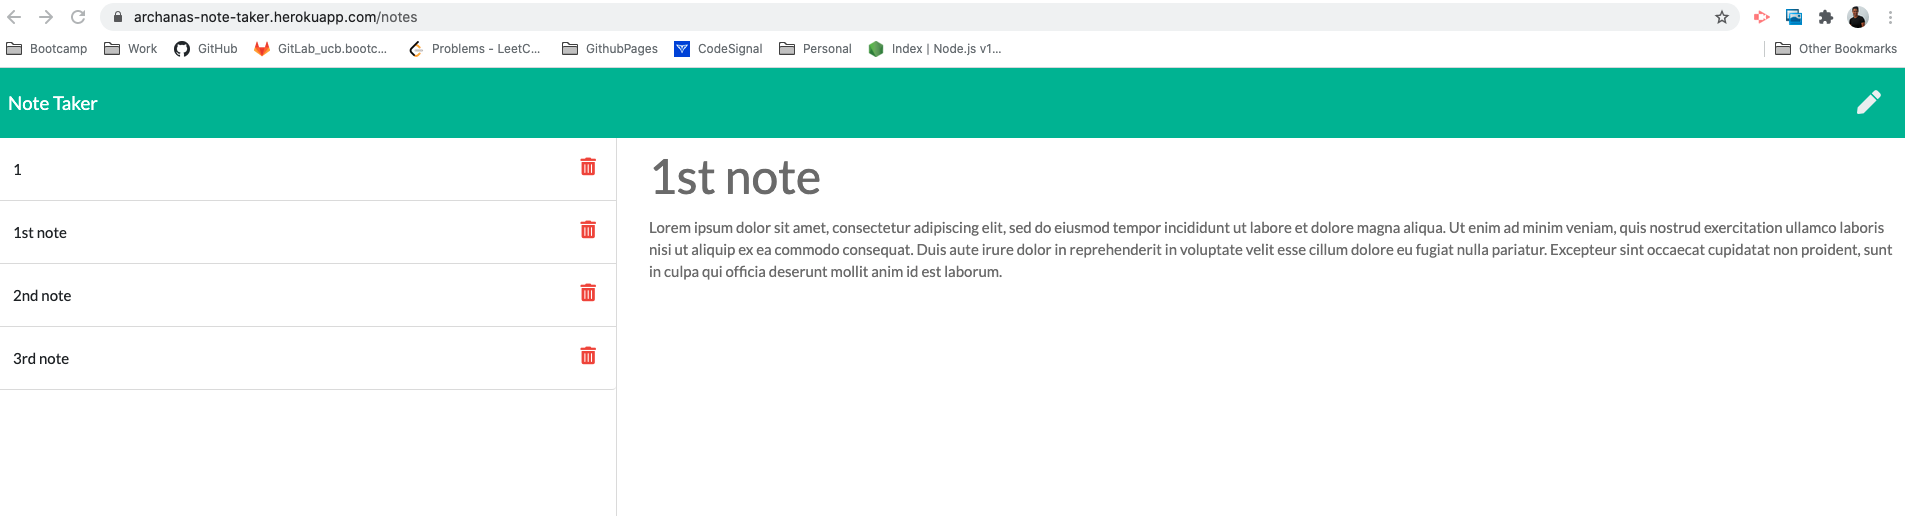 archanas-note-taker.herokuapp.com/notes
Bootcamp Work GitHub GitLab_ucb.bootc... Problems - LeetC... GithubPages CodeSignal Personal Index | Node.js v1... Other Bookmarks
Note Taker
1
1st note
2nd note
3rd note
1st note
Lorem ipsum dolor sit amet, consectetur adipiscing elit, sed do eiusmod tempor incididunt ut labore et dolore magna aliqua. Ut enim ad minim veniam, quis nostrud exercitation ullamco laboris
nisi ut aliquip ex ea commodo consequat. Duis aute irure dolor in reprehenderit in voluptate velit esse cillum dolore eu fugiat nulla pariatur. Excepteur sint occaecat cupidatat non proident, sunt
in culpa qui officia deserunt mollit anim id est laborum.